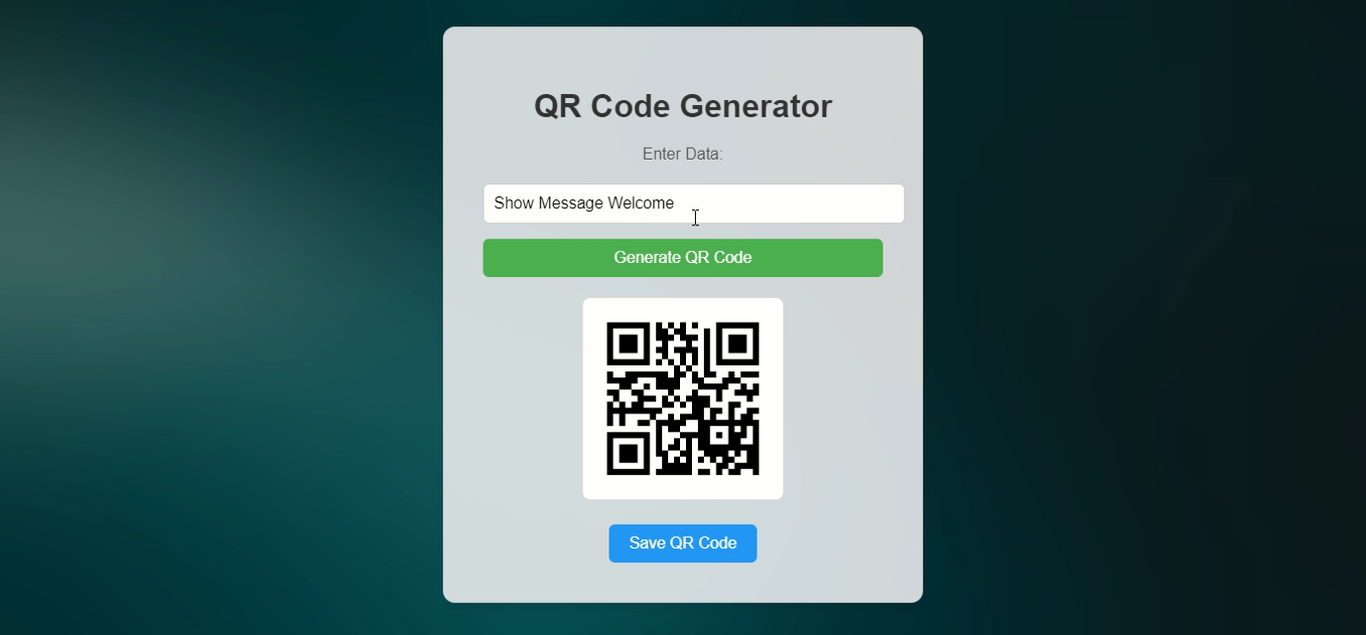 QR Code Generator
Enter Data:
Show Message Welcome
Generate QR Code
Save QR Code